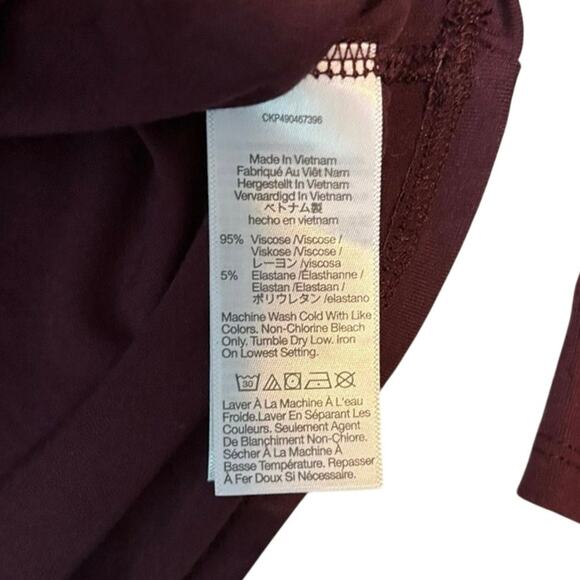 CKP490467396
Made In Vietnam
Fabriqué Au Viêt Nam
Hergestellt In Vietnam
Vervaardigd In Vietnam
ベトナム製
hecho en vietnam
95% Viscose /Viscose /
Viskose /Viscose /
レーヨン /viscosa
5% Elastane /Élasthanne /
Elastan /Elastaan /
ポリウレタン /elastano
Machine Wash Cold With Like
Colors. Non-Chlorine Bleach
Only. Tumble Dry Low. Iron
On Lowest Setting.
30
Laver À La Machine À L'eau
Froide.Laver En Séparant Les
Couleurs. Seulement Agent
De Blanchiment Non-Chlore.
Sécher À La Machine À
Basse Température. Repasser
À Fer Doux Si Nécessaire.